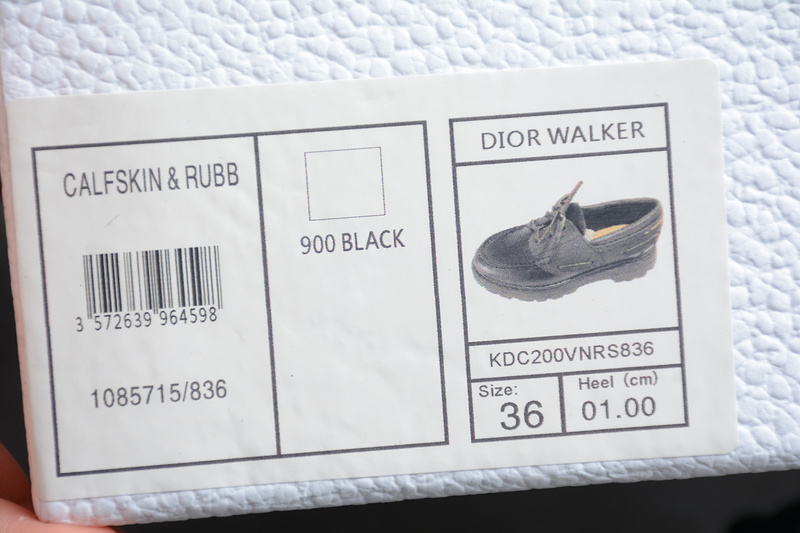 CALFSKIN & RUBB
3 572639 964598
1085715/836
900 BLACK
DIOR WALKER
KDC200VNRS836
Size:
36
Heel (cm)
01.00